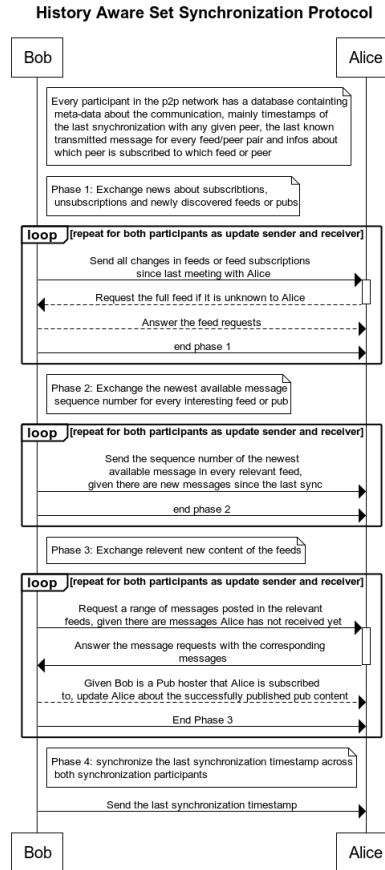 History Aware Set Synchronization Protocol
Bob
Alice
Every participant in the p2p network has a database containting
meta-data about the communication, mainly timestamps of
the last snychronization with any given peer, the last known
transmitted message for every feed/peer pair and infos about
which peer is subscribed to which feed or peer
Phase 1: Exchange news about subscribtions,
unsubscriptions and newly discovered feeds or pubs
loop [repeat for both participants as update sender and receiver]
Send all changes in feeds or feed subscriptions
since last meeting with Alice
Request the full feed if it is unknown to Alice
Answer the feed requests
end phase 1
Phase 2: Exchange the newest available message
sequence number for every interesting feed or pub
loop [repeat for both participants as update sender and receiver]
Send the sequence number of the newest
available message in every relevant feed,
given there are new messages since the last sync
end phase 2
Phase 3: Exchange relevent new content of the feeds
loop [repeat for both participants as update sender and receiver]
Request a range of messages posted in the relevant
feeds, given there are messages Alice has not received yet
Answer the message requests with the corresponding
messages
Given Bob is a Pub hoster that Alice is subscribed
to, update Alice about the successfully published pub content
End Phase 3
Phase 4: synchronize the last synchronization timestamp across
both synchronization participants
Send the last synchronization timestamp
Bob
Alice